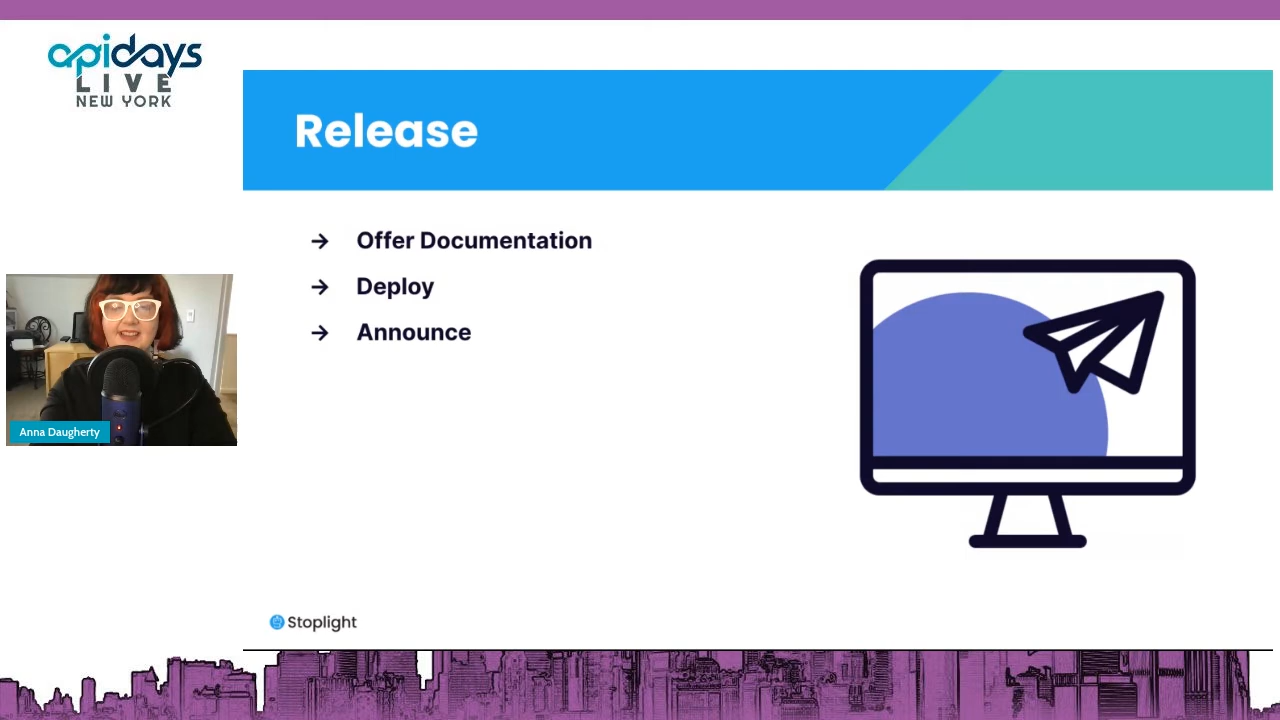 apidays
LIVE
NEW YORK
Release
→ Offer Documentation
→ Deploy
→ Announce
Anna Daugherty
Stoplight